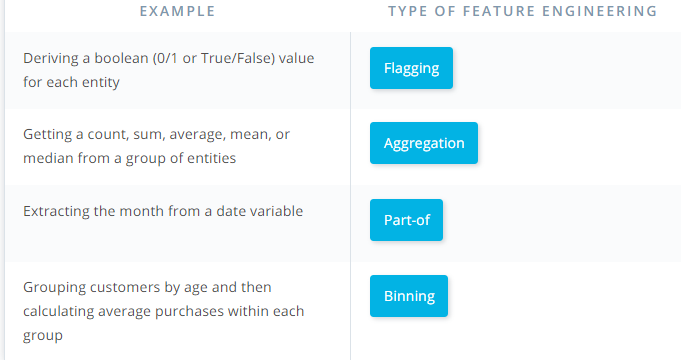 EXAMPLE
TYPE OF FEATURE ENGINEERING
Deriving a boolean (0/1 or True/False) value
for each entity
Flagging
Getting a count, sum, average, mean, or
median from a group of entities
Aggregation
Extracting the month from a date variable
Part-of
Grouping customers by age and then
calculating average purchases within each
group
Binning